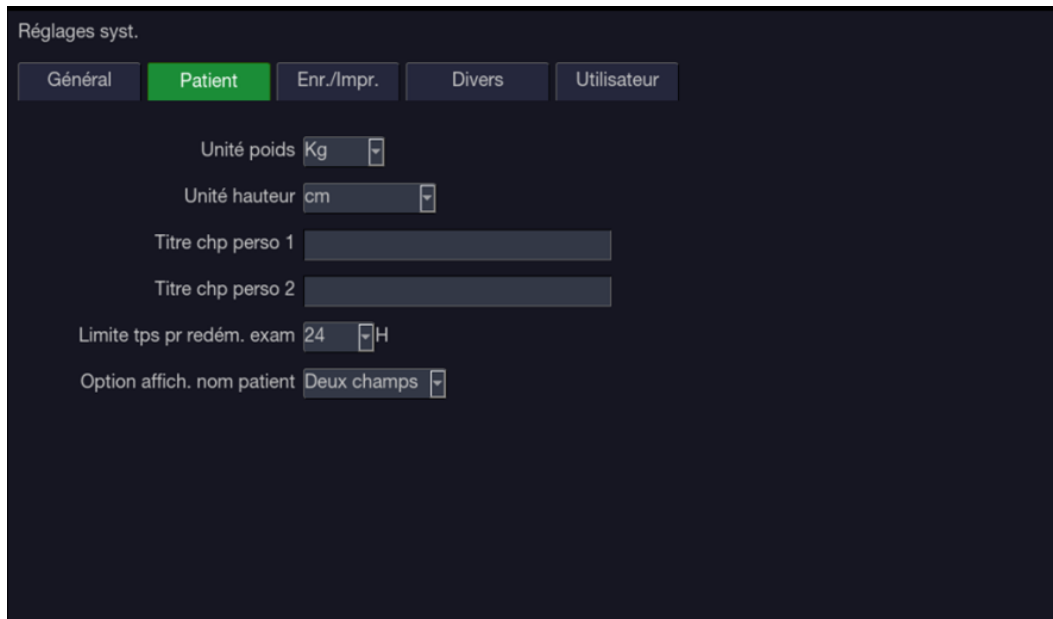 Réglages syst.
Général Patient Enr./Impr. Divers Utilisateur
Unité poids Kg
Unité hauteur cm
Titre chp perso 1
Titre chp perso 2
Limite tps pr redém. exam 24 H
Option affich. nom patient Deux champs